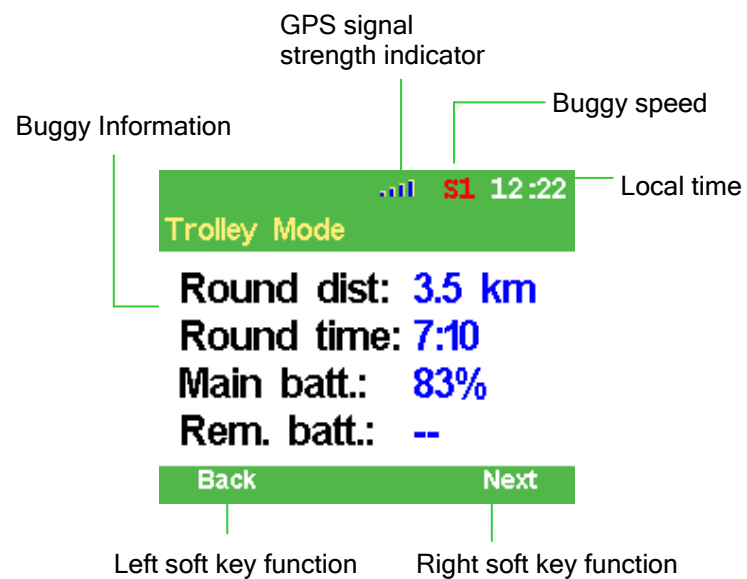 GPS signal
strength indicator
Buggy speed
Buggy Information
S1 12:22
Local time
Trolley Mode
Round dist: 3.5 km
Round time: 7:10
Main batt.: 83%
Rem. batt.: --
Back Next
Left soft key function Right soft key function